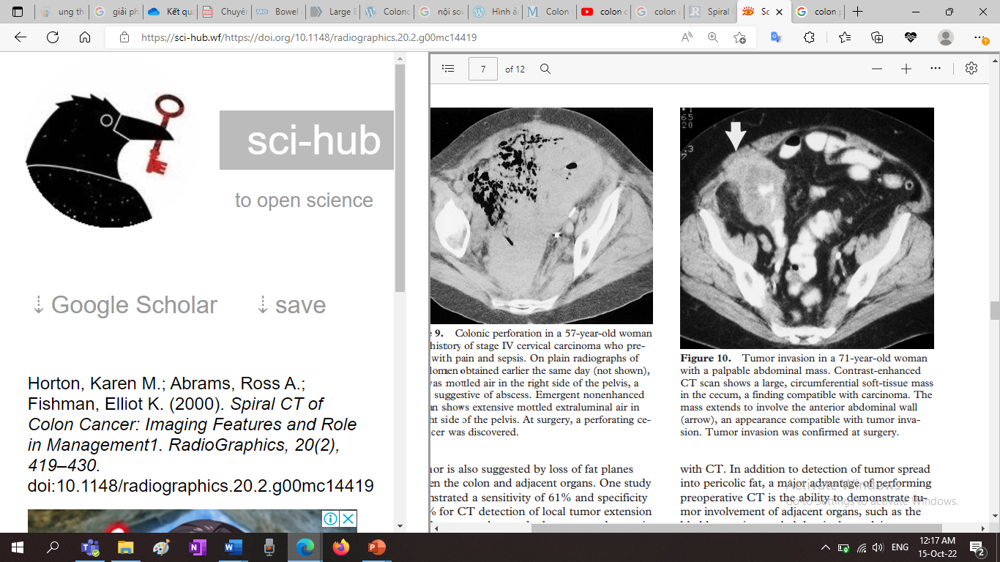 ung th
giải ph
Kết qu
Chuyên
Bowel
Large B
Colono
nội soi
Hình ả
Colon
colon c
colon c
Spiral C
Sc
colon p
https://sci-hub.wf/https://doi.org/10.1148/radiographics.20.2.g00mc14419
7 of 12
sci-hub
to open science
⇣ Google Scholar ⇣ save
Horton, Karen M.; Abrams, Ross A.;
Fishman, Elliot K. (2000). Spiral CT of
Colon Cancer: Imaging Features and Role
in Management1. RadioGraphics, 20(2),
419–430.
doi:10.1148/radiographics.20.2.g00mc14419
9. Colonic perforation in a 57-year-old woman
history of stage IV cervical carcinoma who pre-
with pain and sepsis. On plain radiographs of
lomen obtained earlier the same day (not shown),
as mottled air in the right side of the pelvis, a
suggestive of abscess. Emergent nonenhanced
an shows extensive mottled extraluminal air in
ht side of the pelvis. At surgery, a perforating ce-
cer was discovered.
nor is also suggested by loss of fat planes
en the colon and adjacent organs. One study
nstrated a sensitivity of 61% and specificity
% for CT detection of local tumor extension
65
20
.3
Figure 10. Tumor invasion in a 71-year-old woman
with a palpable abdominal mass. Contrast-enhanced
CT scan shows a large, circumferential soft-tissue mass
in the cecum, a finding compatible with carcinoma. The
mass extends to involve the anterior abdominal wall
(arrow), an appearance compatible with tumor inva-
sion. Tumor invasion was confirmed at surgery.
with CT. In addition to detection of tumor spread
into pericolic fat, a major advantage of performing
preoperative CT is the ability to demonstrate tu-
mor involvement of adjacent organs, such as the
Activate Windows
Go to Settings to activate Windows.
ENG
12:17 AM
15-Oct-22
2